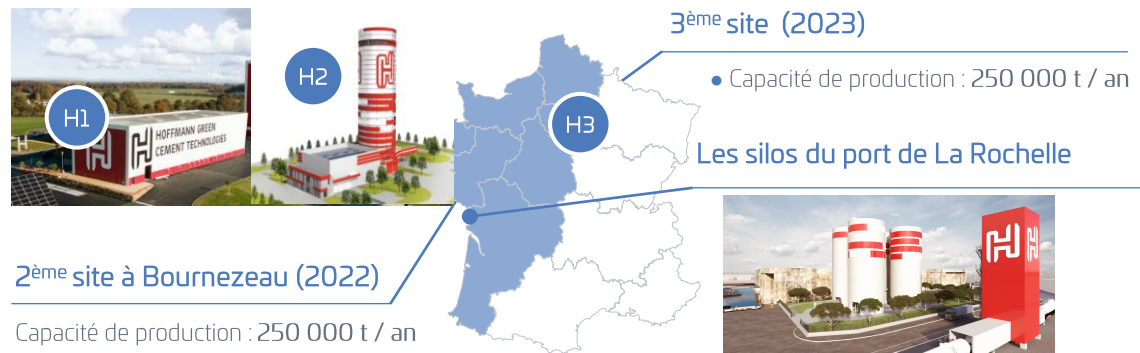 3ème site (2023)
• Capacité de production : 250 000 t / an
H1
H2
H3
HOFFMANN GREEN
CEMENT TECHNOLOGIES
Les silos du port de La Rochelle
2ème site à Bournezeau (2022)
Capacité de production : 250 000 t / an